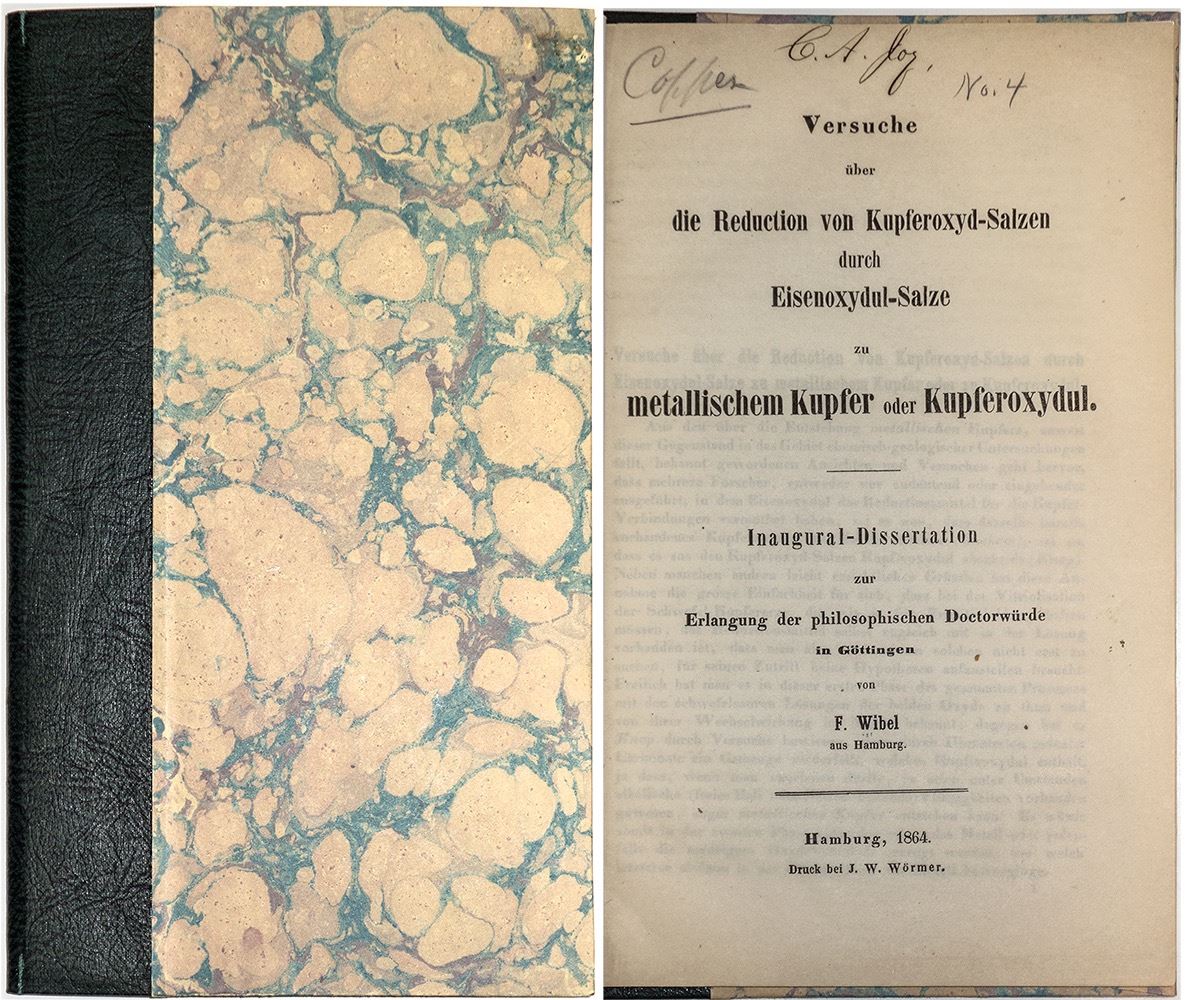 C. A. Joy,
Copper
No. 4
Versuche
über
die Reduction von Kupferoxyd-Salzen
durch
Eisenoxydul-Salze
zu
metallischem Kupfer oder Kupferoxydul.
Inaugural-Dissertation
zur
Erlangung der philosophischen Doctorwürde
in Göttingen
von
F. Wibel
aus Hamburg.
Hamburg, 1864.
Druck bei J. W. Wörmer.